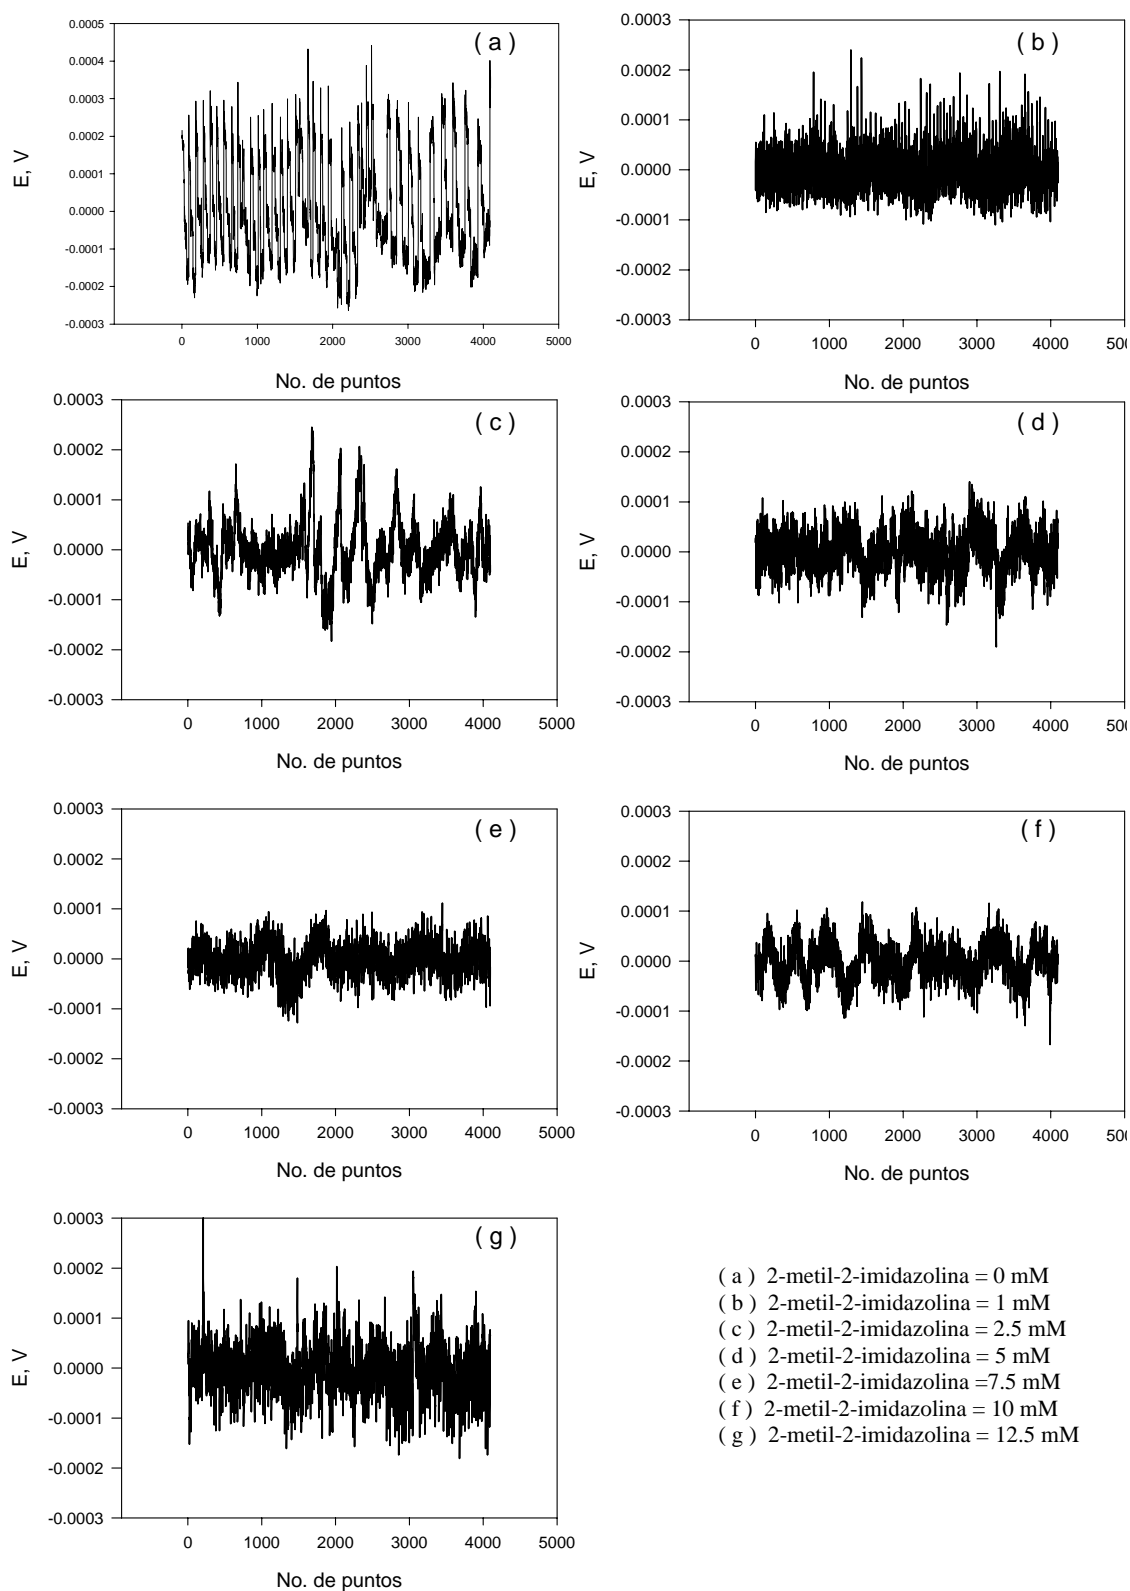 ( a )
0.0005
0.0004
0.0003
0.0002
0.0001
0.0000
-0.0001
-0.0002
-0.0003
E, V
0 1000 2000 3000 4000 5000
No. de puntos
( b )
0.0003
0.0002
0.0001
0.0000
-0.0001
-0.0002
-0.0003
E, V
0 1000 2000 3000 4000 500
No. de puntos
( c )
0.0003
0.0002
0.0001
0.0000
-0.0001
-0.0002
-0.0003
E, V
0 1000 2000 3000 4000 5000
No. de puntos
( d )
0.0003
0.0002
0.0001
0.0000
-0.0001
-0.0002
-0.0003
E, V
0 1000 2000 3000 4000 500
No. de puntos
( e )
0.0003
0.0002
0.0001
0.0000
-0.0001
-0.0002
-0.0003
E, V
0 1000 2000 3000 4000 5000
No. de puntos
( f )
0.0003
0.0002
0.0001
0.0000
-0.0001
-0.0002
-0.0003
E, V
0 1000 2000 3000 4000 500
No. de puntos
( g )
0.0003
0.0002
0.0001
0.0000
-0.0001
-0.0002
-0.0003
E, V
0 1000 2000 3000 4000 5000
No. de puntos
( a ) 2-metil-2-imidazolina = 0 mM
( b ) 2-metil-2-imidazolina = 1 mM
( c ) 2-metil-2-imidazolina = 2.5 mM
( d ) 2-metil-2-imidazolina = 5 mM
( e ) 2-metil-2-imidazolina =7.5 mM
( f ) 2-metil-2-imidazolina = 10 mM
( g ) 2-metil-2-imidazolina = 12.5 mM